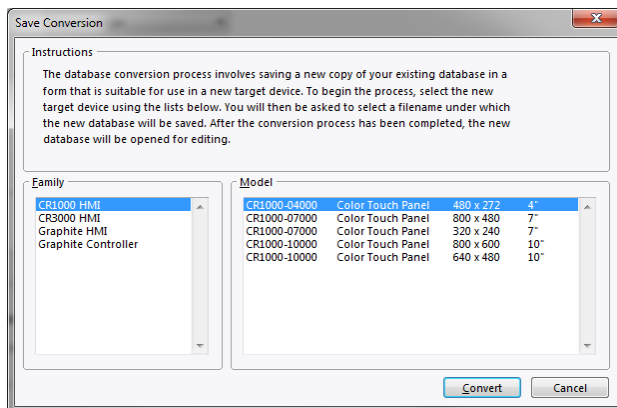 Save Conversion
Instructions
The database conversion process involves saving a new copy of your existing database in a
form that is suitable for use in a new target device. To begin the process, select the new
target device using the lists below. You will then be asked to select a filename under which
the new database will be saved. After the conversion process has been completed, the new
database will be opened for editing.
Family
CR1000 HMI
CR3000 HMI
Graphite HMI
Graphite Controller
Model
CR1000-04000 Color Touch Panel 480 x 272 4"
CR1000-07000 Color Touch Panel 800 x 480 7"
CR1000-07000 Color Touch Panel 320 x 240 7"
CR1000-10000 Color Touch Panel 800 x 600 10"
CR1000-10000 Color Touch Panel 640 x 480 10"
Convert Cancel